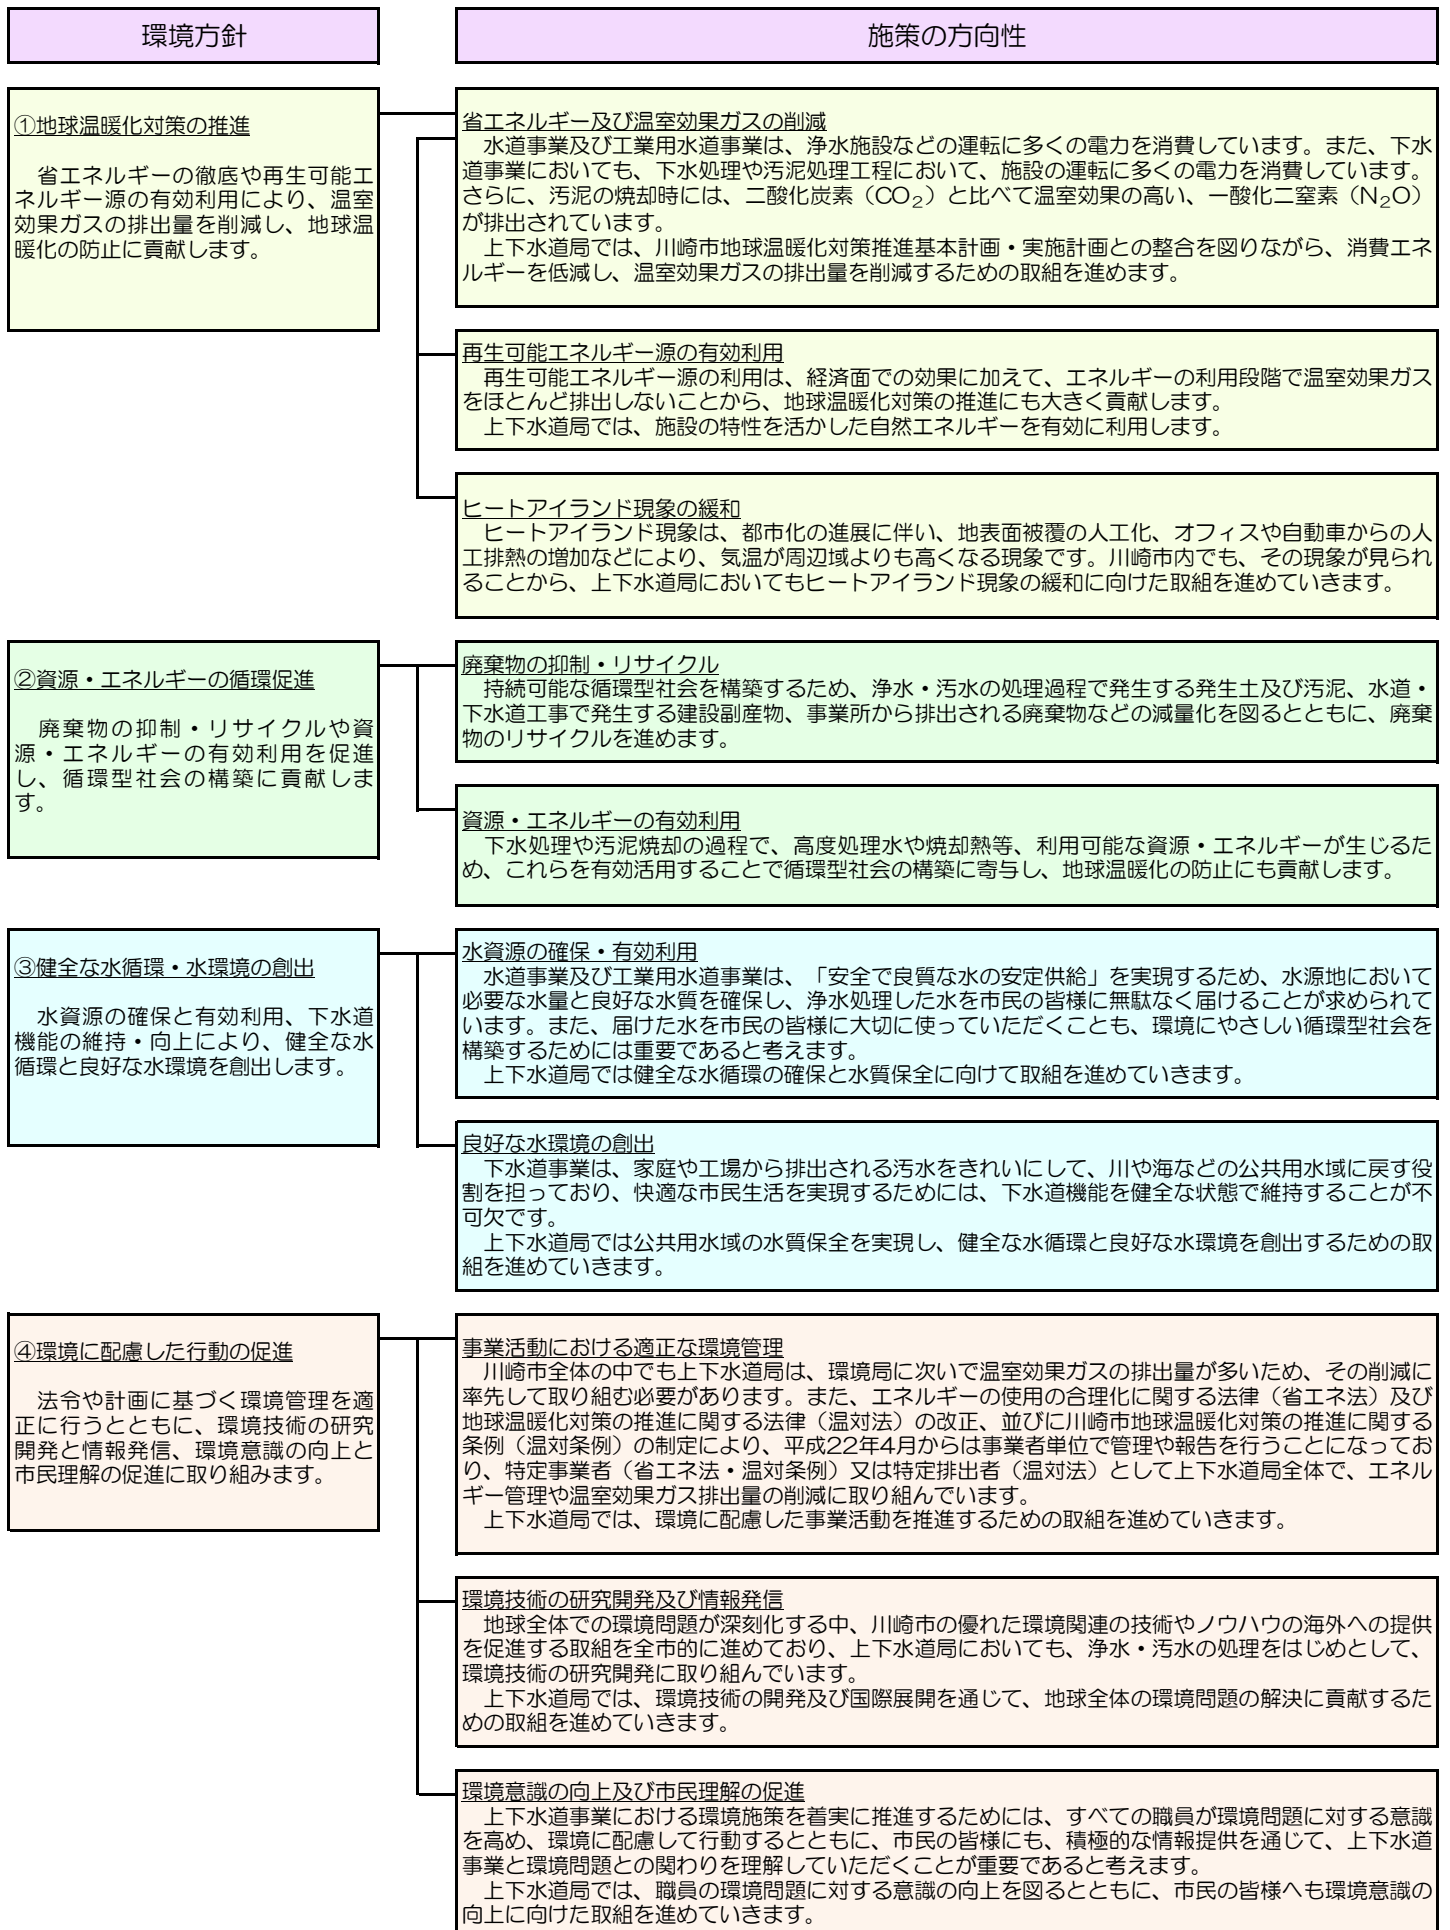 環境方針
施策の方向性
①地球温暖化対策の推進
省エネルギーの徹底や再生可能エ
ネルギー源の有効利用により、温室
効果ガスの排出量を削減し、地球温
暖化の防止に貢献します。
省エネルギー及び温室効果ガスの削減
水道事業及び工業用水道事業は、浄水施設などの運転に多くの電力を消費しています。また、下水
道事業においても、下水処理や汚泥処理工程において、施設の運転に多くの電力を消費しています。
さらに、汚泥の焼却時には、二酸化炭素（CO₂）と比べて温室効果の高い、一酸化二窒素（N₂O）
が排出されています。
上下水道局では、川崎市地球温暖化対策推進基本計画・実施計画との整合を図りながら、消費エネ
ルギーを低減し、温室効果ガスの排出量を削減するための取組を進めます。
再生可能エネルギー源の有効利用
再生可能エネルギー源の利用は、経済面での効果に加えて、エネルギーの利用段階で温室効果ガス
をほとんど排出しないことから、地球温暖化対策の推進にも大きく貢献します。
上下水道局では、施設の特性を活かした自然エネルギーを有効に利用します。
ヒートアイランド現象の緩和
ヒートアイランド現象は、都市化の進展に伴い、地表面被覆の人工化、オフィスや自動車からの人
工排熱の増加などにより、気温が周辺域よりも高くなる現象です。川崎市内でも、その現象が見られ
ることから、上下水道局においてもヒートアイランド現象の緩和に向けた取組を進めていきます。
②資源・エネルギーの循環促進
廃棄物の抑制・リサイクルや資
源・エネルギーの有効利用を促進
し、循環型社会の構築に貢献しま
す。
廃棄物の抑制・リサイクル
持続可能な循環型社会を構築するため、浄水・汚水の処理過程で発生する発生土及び汚泥、水道・
下水道工事で発生する建設副産物、事業所から排出される廃棄物などの減量化を図るとともに、廃棄
物のリサイクルを進めます。
資源・エネルギーの有効利用
下水処理や汚泥焼却の過程で、高度処理水や焼却熱等、利用可能な資源・エネルギーが生じるた
め、これらを有効活用することで循環型社会の構築に寄与し、地球温暖化の防止にも貢献します。
③健全な水循環・水環境の創出
水資源の確保と有効利用、下水道
機能の維持・向上により、健全な水
循環と良好な水環境を創出します。
水資源の確保・有効利用
水道事業及び工業用水道事業は、「安全で良質な水の安定供給」を実現するため、水源地において
必要な水量と良好な水質を確保し、浄水処理した水を市民の皆様に無駄なく届けることが求められて
います。また、届けた水を市民の皆様に大切に使っていただくことも、環境にやさしい循環型社会を
構築するためには重要であると考えます。
上下水道局では健全な水循環の確保と水質保全に向けて取組を進めていきます。
良好な水環境の創出
下水道事業は、家庭や工場から排出される汚水をきれいにして、川や海などの公共用水域に戻す役
割を担っており、快適な市民生活を実現するためには、下水道機能を健全な状態で維持することが不
可欠です。
上下水道局では公共用水域の水質保全を実現し、健全な水循環と良好な水環境を創出するための取
組を進めていきます。
④環境に配慮した行動の促進
法令や計画に基づく環境管理を適
正に行うとともに、環境技術の研究
開発と情報発信、環境意識の向上と
市民理解の促進に取り組みます。
事業活動における適正な環境管理
川崎市全体の中でも上下水道局は、環境局に次いで温室効果ガスの排出量が多いため、その削減に
率先して取り組む必要があります。また、エネルギーの使用の合理化に関する法律（省エネ法）及び
地球温暖化対策の推進に関する法律（温対法）の改正、並びに川崎市地球温暖化対策の推進に関する
条例（温対条例）の制定により、平成22年4月からは事業者単位で管理や報告を行うことになってお
り、特定事業者（省エネ法・温対条例）又は特定排出者（温対法）として上下水道局全体で、エネル
ギー管理や温室効果ガス排出量の削減に取り組んでいます。
上下水道局では、環境に配慮した事業活動を推進するための取組を進めていきます。
環境技術の研究開発及び情報発信
地球全体での環境問題が深刻化する中、川崎市の優れた環境関連の技術やノウハウの海外への提供
を促進する取組を全市的に進めており、上下水道局においても、浄水・汚水の処理をはじめとして、
環境技術の研究開発に取り組んでいます。
上下水道局では、環境技術の開発及び国際展開を通じて、地球全体の環境問題の解決に貢献するた
めの取組を進めていきます。
環境意識の向上及び市民理解の促進
上下水道事業における環境施策を着実に推進するためには、すべての職員が環境問題に対する意識
を高め、環境に配慮して行動するとともに、市民の皆様にも、積極的な情報提供を通じて、上下水道
事業と環境問題との関わりを理解していただくことが重要であると考えます。
上下水道局では、職員の環境問題に対する意識の向上を図るとともに、市民の皆様へも環境意識の
向上に向けた取組を進めていきます。